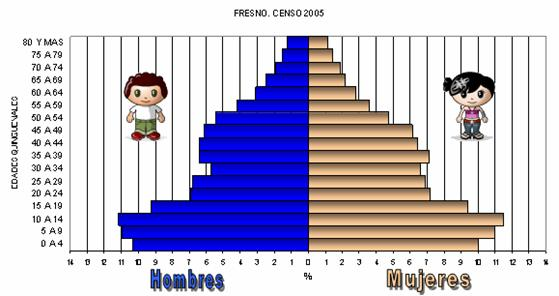 FRESNO. CENSO 2005
EDADES QUINQUENALES
80 Y MAS
75 A 79
70 A 74
65 A 69
60 A 64
55 A 59
50 A 54
45 A 49
40 A 44
35 A 39
30 A 34
25 A 29
20 A 24
15 A 19
10 A 14
5 A 9
0 A 4
14 13 12 11 10 9 8 7 6 5 4 3 2 1 0 1 2 3 4 5 6 7 8 9 10 11 12 13 14
Hombres % Mujeres